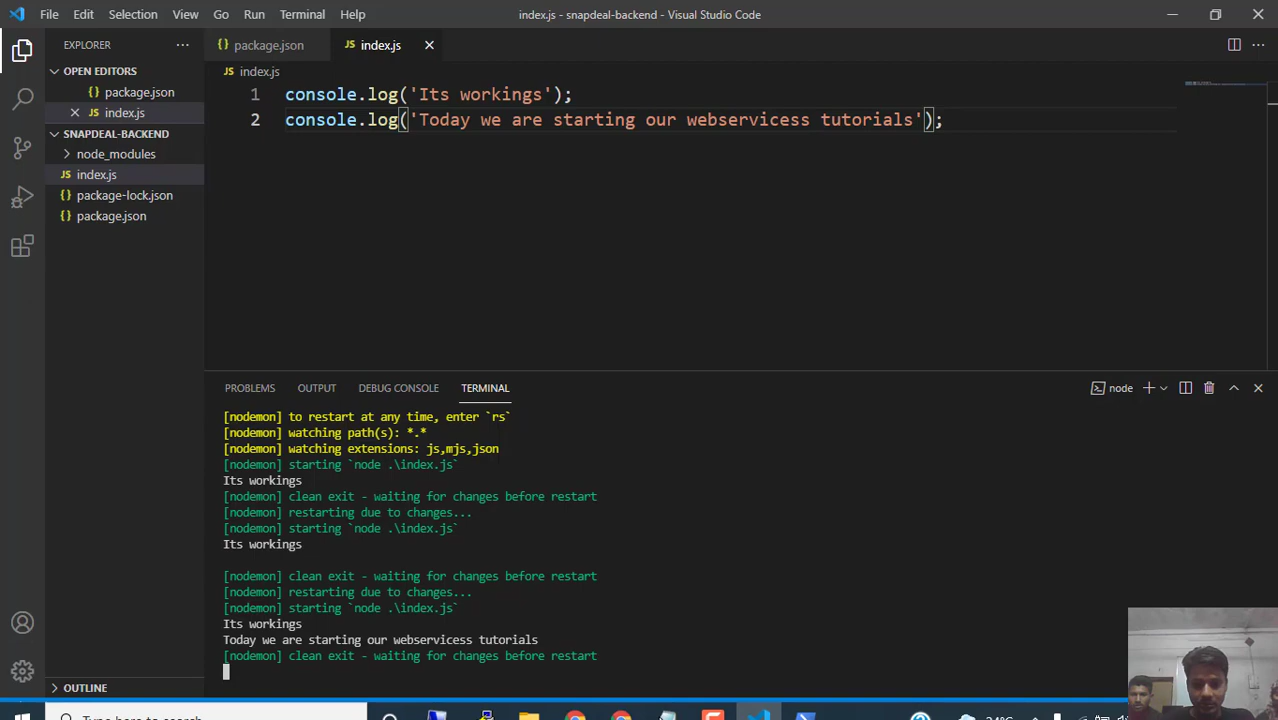 File Edit Selection View Go Run Terminal Help index.js - snapdeal-backend - Visual Studio Code
EXPLORER
package.json
index.js
OPEN EDITORS
package.json
index.js
SNAPDEAL-BACKEND
node_modules
index.js
package-lock.json
package.json
OUTLINE
index.js
1 console.log('Its workings');
2 console.log('Today we are starting our webservicess tutorials');
PROBLEMS OUTPUT DEBUG CONSOLE TERMINAL
node
[nodemon] to restart at any time, enter `rs`
[nodemon] watching path(s): *.*
[nodemon] watching extensions: js,mjs,json
[nodemon] starting `node .\index.js`
Its workings
[nodemon] clean exit - waiting for changes before restart
[nodemon] restarting due to changes...
[nodemon] starting `node .\index.js`
Its workings
[nodemon] clean exit - waiting for changes before restart
[nodemon] restarting due to changes...
[nodemon] starting `node .\index.js`
Its workings
Today we are starting our webservicess tutorials
[nodemon] clean exit - waiting for changes before restart
Type here to search